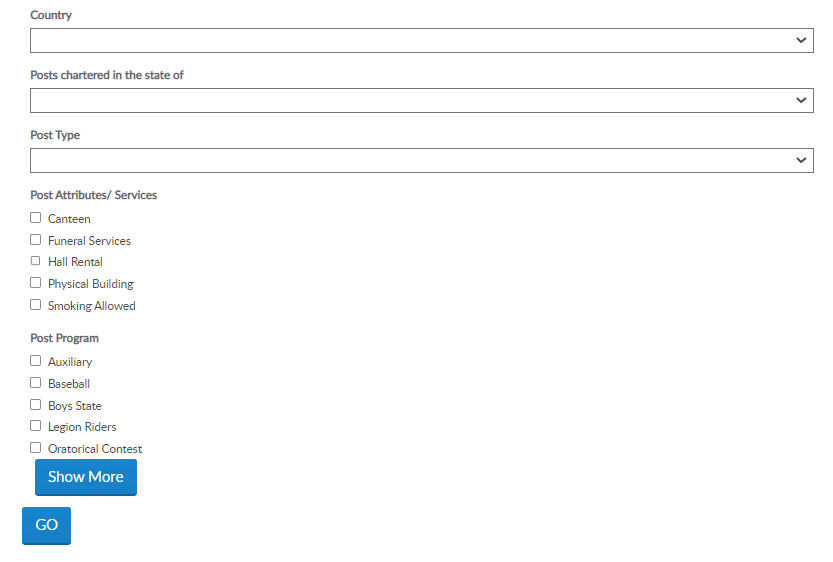 Country
Posts chartered in the state of
Post Type
Post Attributes/ Services
Canteen
Funeral Services
Hall Rental
Physical Building
Smoking Allowed
Post Program
Auxiliary
Baseball
Boys State
Legion Riders
Oratorical Contest
Show More
GO